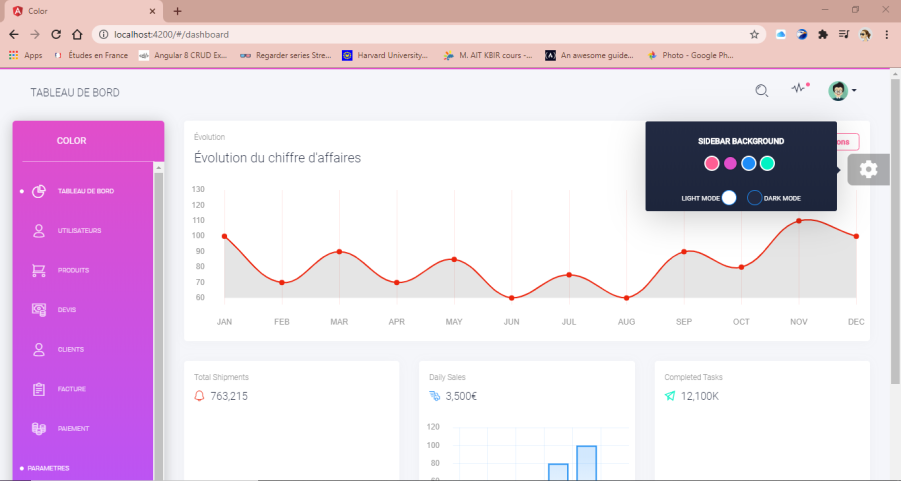 Color
localhost:4200/#/dashboard
Apps
Études en France
Angular 8 CRUD Ex...
Regarder series Stre...
Harvard University...
M. AIT KBIR cours -...
An awesome guide...
Photo - Google Ph...
TABLEAU DE BORD
COLOR
TABLEAU DE BORD
UTILISATEURS
PRODUITS
DEVIS
CLIENTS
FACTURE
PAIEMENT
PARAMETRES
Évolution
Évolution du chiffre d'affaires
ons
SIDEBAR BACKGROUND
LIGHT MODE
DARK MODE
130
120
110
100
90
80
70
60
JAN
FEB
MAR
APR
MAY
JUN
JUL
AUG
SEP
OCT
NOV
DEC
Total Shipments
763,215
Daily Sales
3,500€
120
100
80
60
Completed Tasks
12,100K